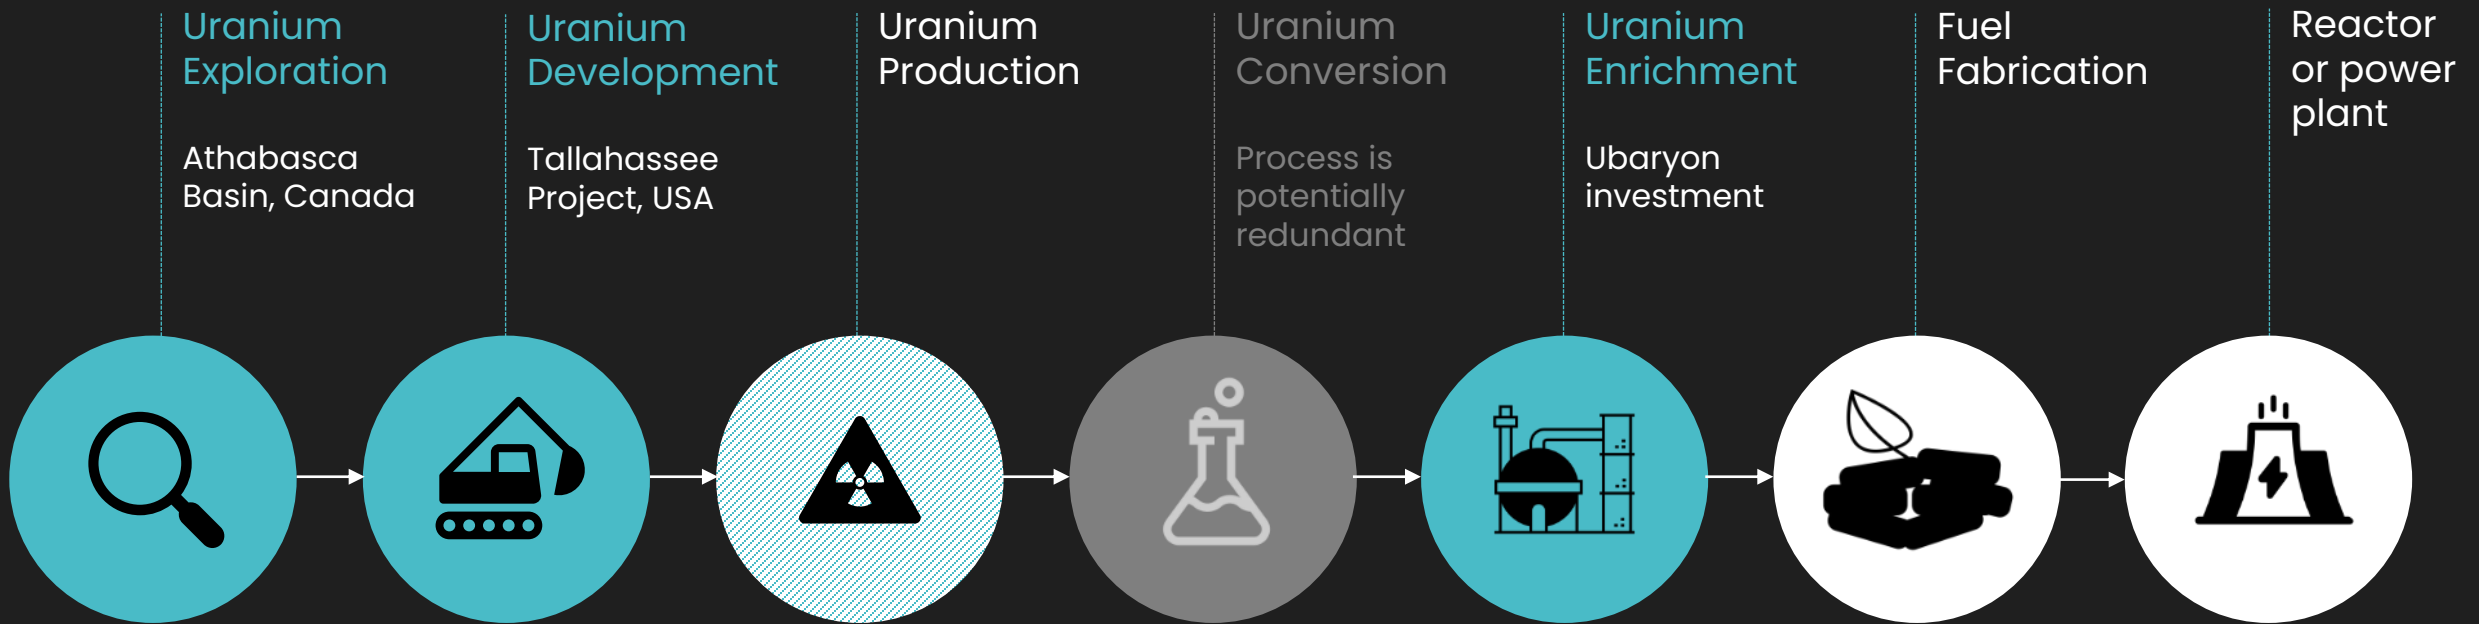 Uranium
Exploration
Athabasca
Basin, Canada
Uranium
Development
Tallahassee
Project, USA
Uranium
Production
Uranium
Conversion
Process is
potentially
redundant
Uranium
Enrichment
Ubaryon
investment
Fuel
Fabrication
Reactor
or power
plant